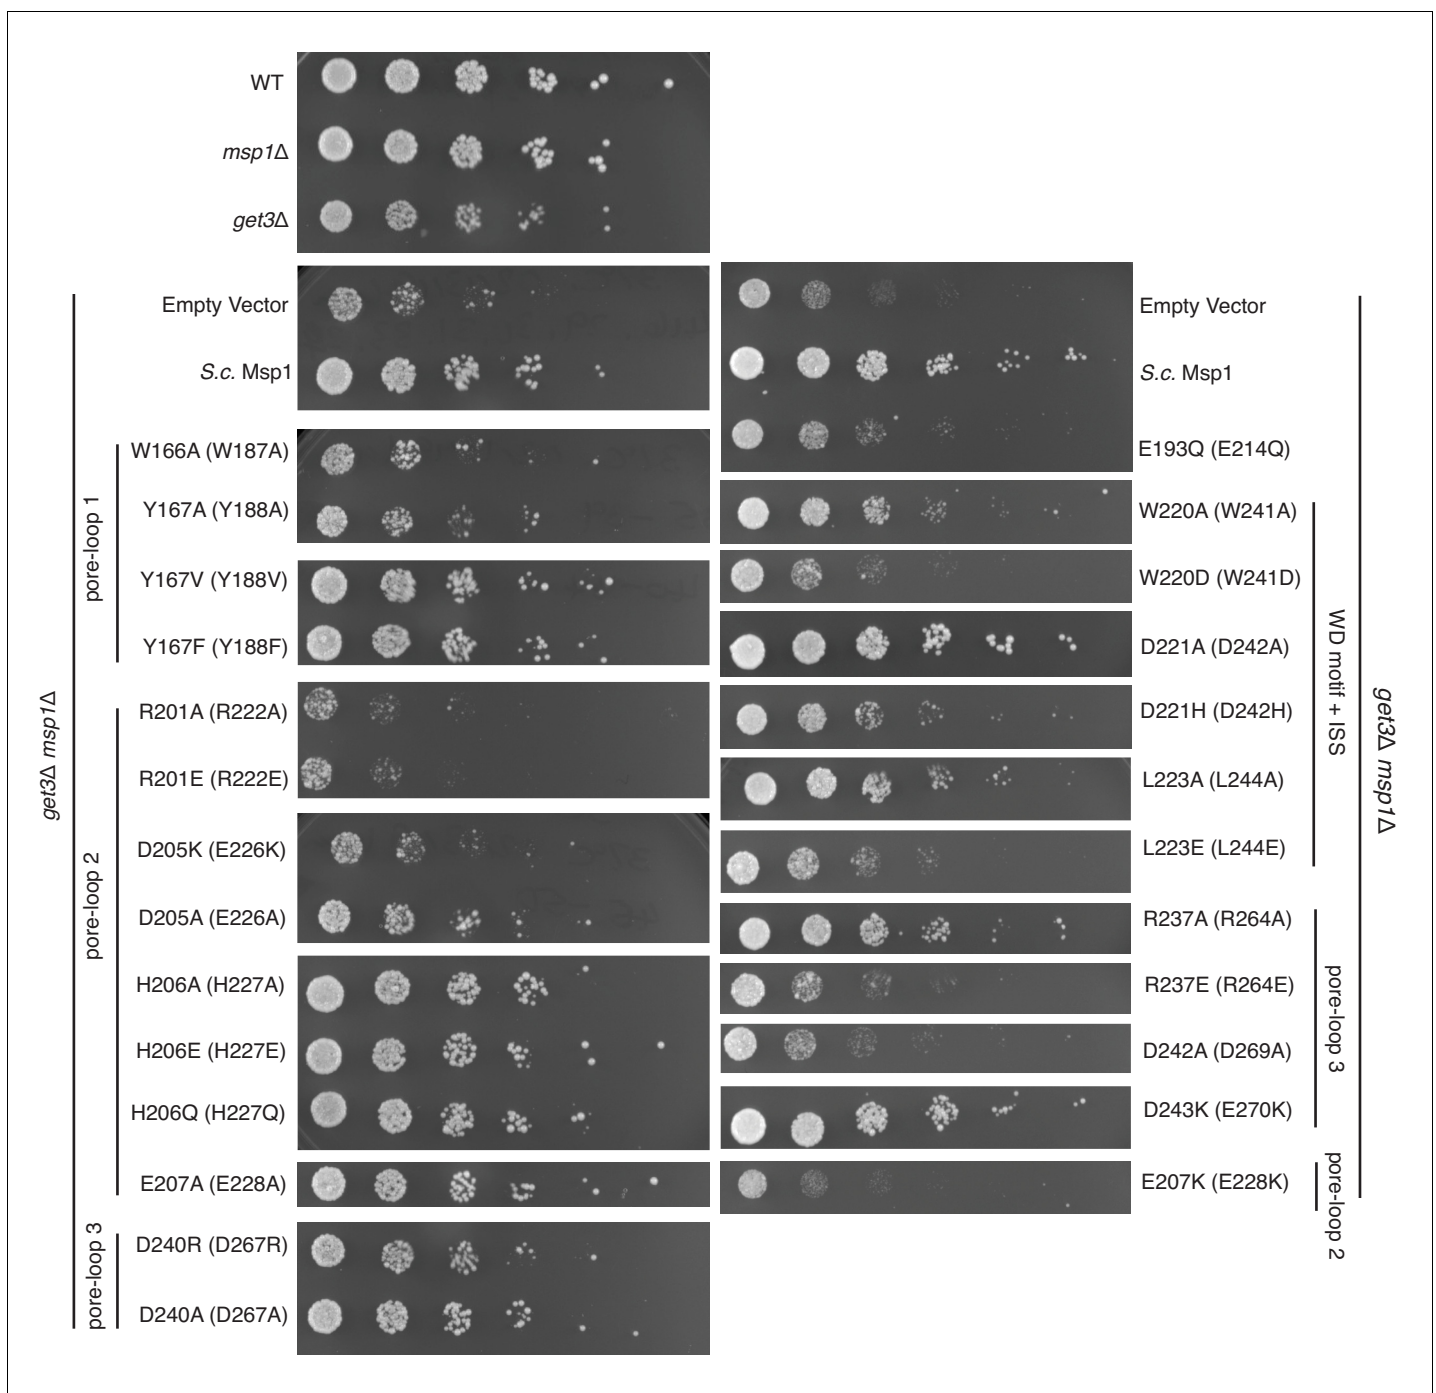 WT
msp1Δ
get3Δ
Empty Vector
S.c. Msp1
W166A (W187A)
Y167A (Y188A)
Y167V (Y188V)
Y167F (Y188F)
pore-loop 1
R201A (R222A)
R201E (R222E)
D205K (E226K)
D205A (E226A)
H206A (H227A)
H206E (H227E)
H206Q (H227Q)
E207A (E228A)
pore-loop 2
D240R (D267R)
D240A (D267A)
pore-loop 3
get3Δ msp1Δ
Empty Vector
S.c. Msp1
E193Q (E214Q)
W220A (W241A)
W220D (W241D)
D221A (D242A)
D221H (D242H)
L223A (L244A)
L223E (L244E)
WD motif + ISS
R237A (R264A)
R237E (R264E)
D242A (D269A)
D243K (E270K)
pore-loop 3
E207K (E228K)
pore-loop 2
get3Δ msp1Δ